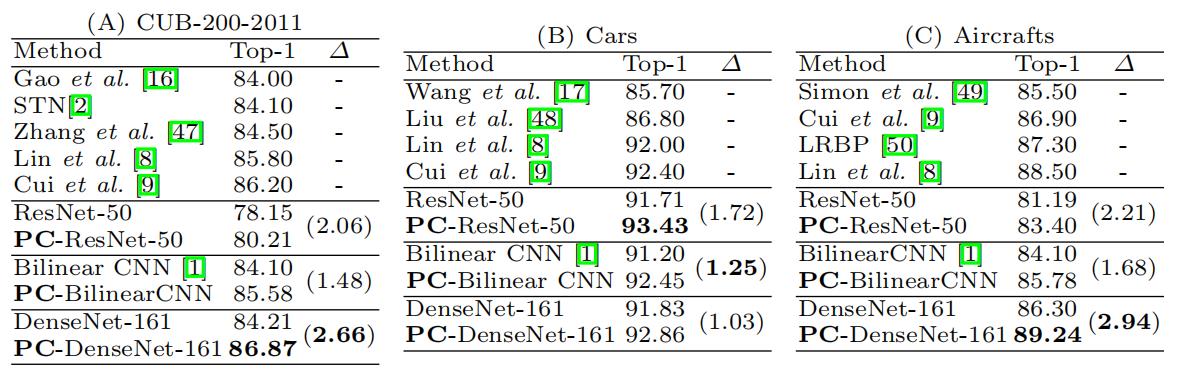 (A) CUB-200-2011
Method Top-1 Δ
Gao et al. [16] 84.00 -
STN[2] 84.10 -
Zhang et al. [47] 84.50 -
Lin et al. [8] 85.80 -
Cui et al. [9] 86.20 -
ResNet-50 78.15 (2.06)
PC-ResNet-50 80.21
Bilinear CNN [1] 84.10 (1.48)
PC-BilinearCNN 85.58
DenseNet-161 84.21 (2.66)
PC-DenseNet-161 86.87
(B) Cars
Method Top-1 Δ
Wang et al. [17] 85.70 -
Liu et al. [48] 86.80 -
Lin et al. [8] 92.00 -
Cui et al. [9] 92.40 -
ResNet-50 91.71 (1.72)
PC-ResNet-50 93.43
Bilinear CNN [1] 91.20 (1.25)
PC-Bilinear CNN 92.45
DenseNet-161 91.83 (1.03)
PC-DenseNet-161 92.86
(C) Aircrafts
Method Top-1 Δ
Simon et al. [49] 85.50 -
Cui et al. [9] 86.90 -
LRBP [50] 87.30 -
Lin et al. [8] 88.50 -
ResNet-50 81.19 (2.21)
PC-ResNet-50 83.40
BilinearCNN [1] 84.10 (1.68)
PC-BilinearCNN 85.78
DenseNet-161 86.30 (2.94)
PC-DenseNet-161 89.24